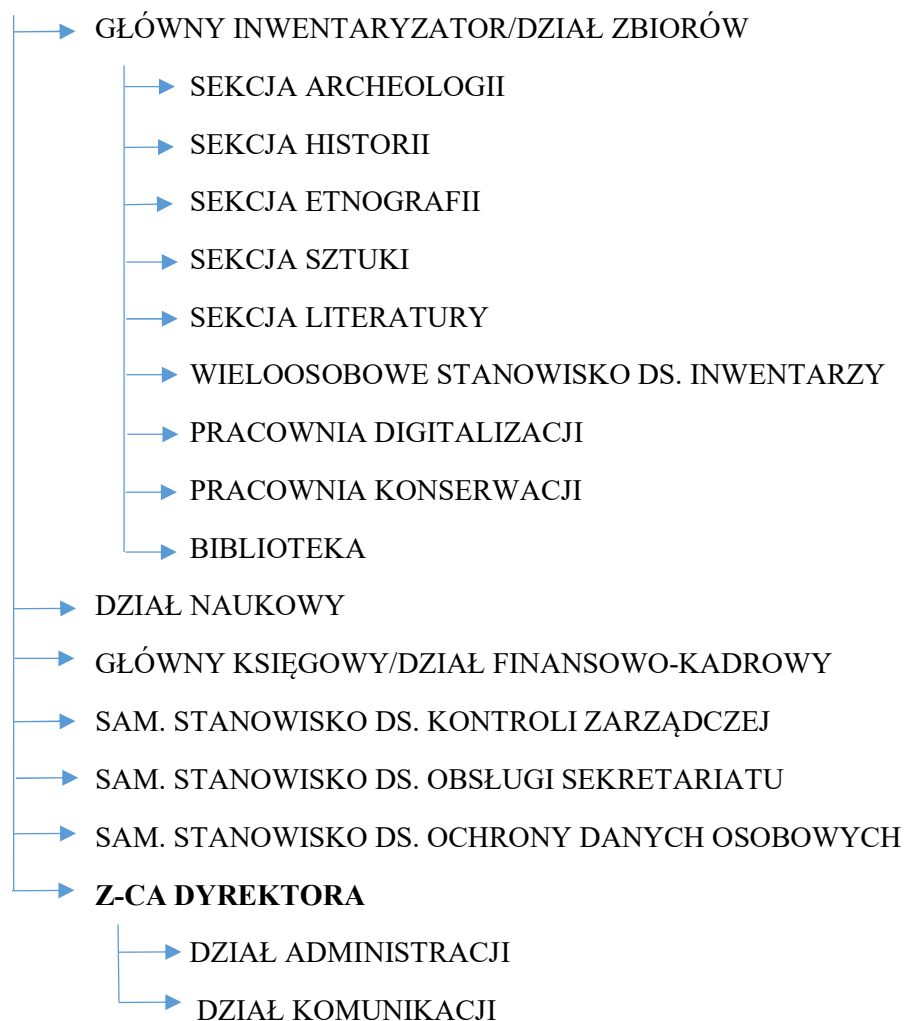 GŁÓWNY INWENTARYZATOR/DZIAŁ ZBIORÓW
SEKCJA ARCHEOLOGII
SEKCJA HISTORII
SEKCJA ETNOGRAFII
SEKCJA SZTUKI
SEKCJA LITERATURY
WIELOOSOBOWE STANOWISKO DS. INWENTARZY
PRACOWNIA DIGITALIZACJI
PRACOWNIA KONSERWACJI
BIBLIOTEKA
DZIAŁ NAUKOWY
GŁÓWNY KSIĘGOWY/DZIAŁ FINANSOWO-KADROWY
SAM. STANOWISKO DS. KONTROLI ZARZĄDCZEJ
SAM. STANOWISKO DS. OBSŁUGI SEKRETARIATU
SAM. STANOWISKO DS. OCHRONY DANYCH OSOBOWYCH
Z-CA DYREKTORA
DZIAŁ ADMINISTRACJI
DZIAŁ KOMUNIKACJI